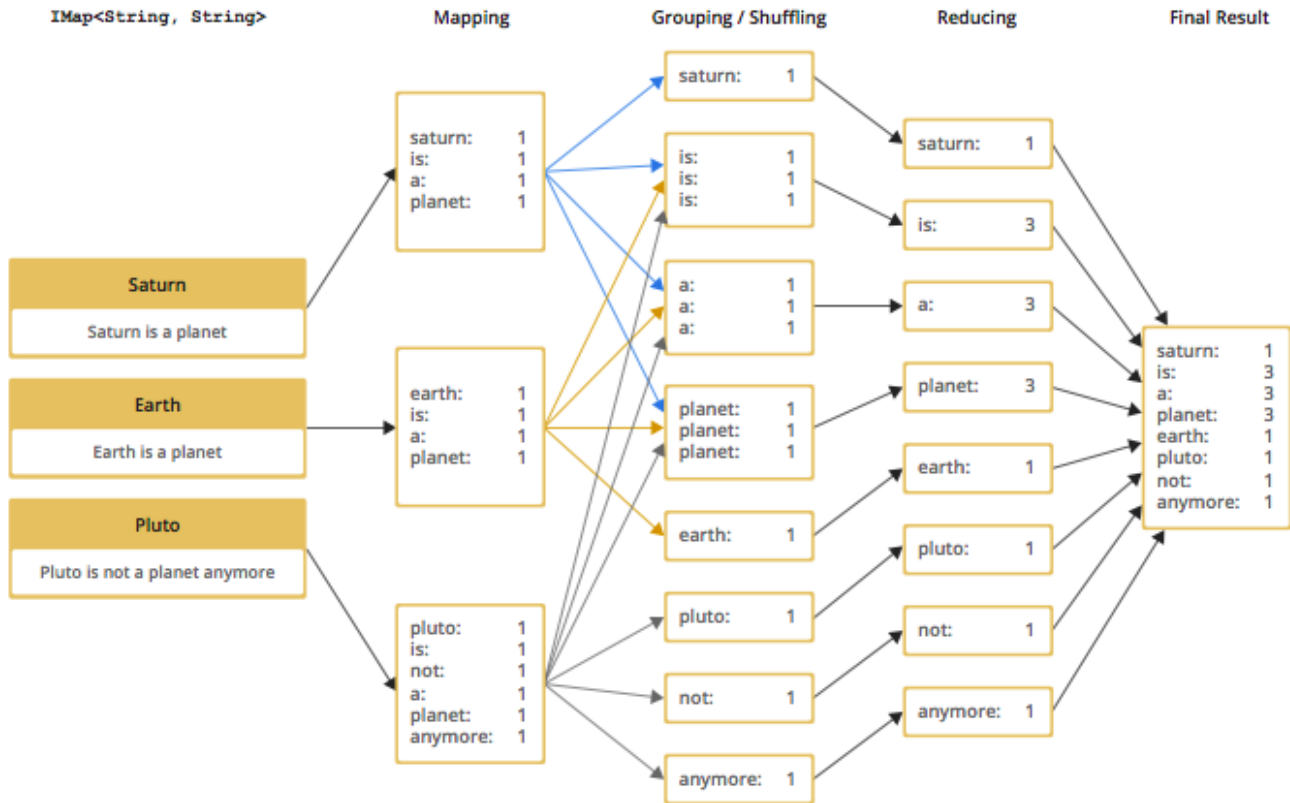 IMap<String, String>
Mapping
Grouping / Shuffling
Reducing
Final Result
Saturn
Saturn is a planet
Earth
Earth is a planet
Pluto
Pluto is not a planet anymore
saturn: 1
is: 1
a: 1
planet: 1
earth: 1
is: 1
a: 1
planet: 1
pluto: 1
is: 1
not: 1
a: 1
planet: 1
anymore: 1
saturn: 1
is: 1
is: 1
is: 1
a: 1
a: 1
a: 1
planet: 1
planet: 1
planet: 1
earth: 1
pluto: 1
not: 1
anymore: 1
saturn: 1
is: 3
a: 3
planet: 3
earth: 1
pluto: 1
not: 1
anymore: 1
saturn: 1
is: 3
a: 3
planet: 3
earth: 1
pluto: 1
not: 1
anymore: 1